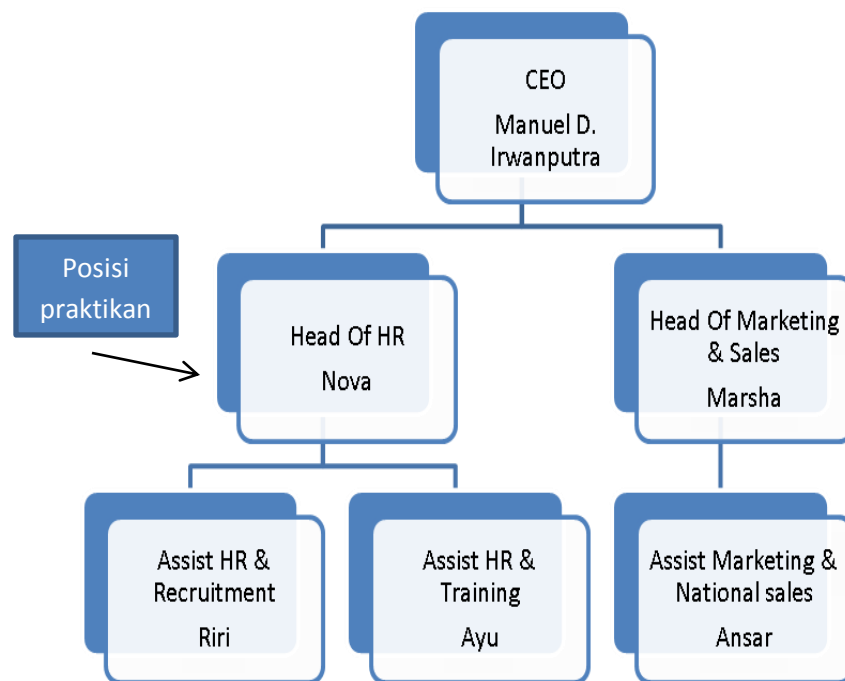 CEO
Manuel D.
Irwanputra
Posisi
praktikan
Head Of HR
Nova
Head Of Marketing
& Sales
Marsha
Assist HR &
Recruitment
Riri
Assist HR &
Training
Ayu
Assist Marketing &
National sales
Ansar